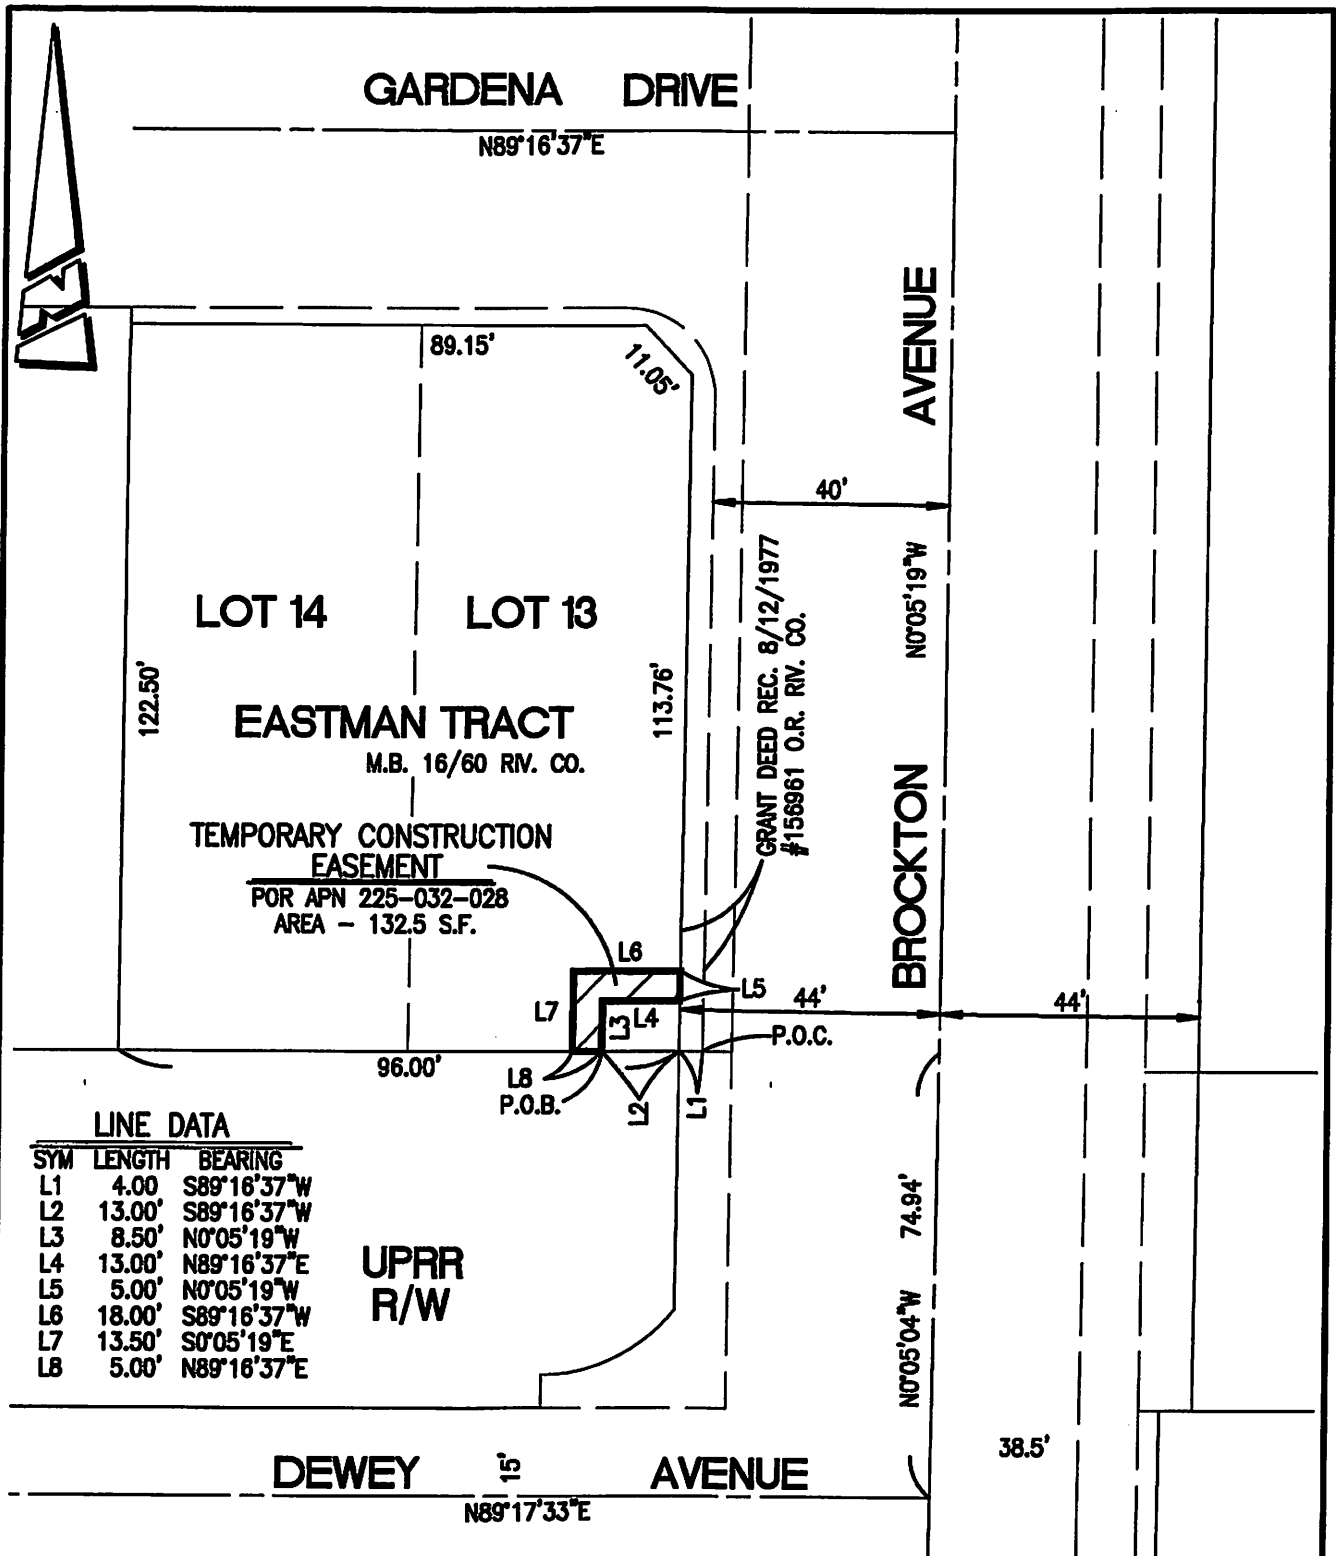 GARDENA DRIVE
N89°16'37"E
N
89.15'
11.05'
AVENUE
40'
N0°05'19"W
GRANT DEED REC. 8/12/1977
#156961 O.R. RIV. CO.
LOT 14
LOT 13
122.50'
113.76'
EASTMAN TRACT
M.B. 16/60 RIV. CO.
BROCKTON
TEMPORARY CONSTRUCTION
EASEMENT
POR APN 225-032-028
AREA - 132.5 S.F.
L6
L5
L7
L3
L4
44'
44'
P.O.C.
96.00'
L8
P.O.B.
L2
L1
LINE DATA
SYM LENGTH BEARING
L1 4.00 S89°16'37"W
L2 13.00' S89°16'37"W
L3 8.50' N0°05'19"W
L4 13.00' N89°16'37"E
L5 5.00' N0°05'19"W
L6 18.00' S89°16'37"W
L7 13.50' S0°05'19"E
L8 5.00' N89°16'37"E
UPRR
R/W
74.94'
N0°05'04"W
38.5'
DEWEY AVENUE
15'
N89°17'33"E